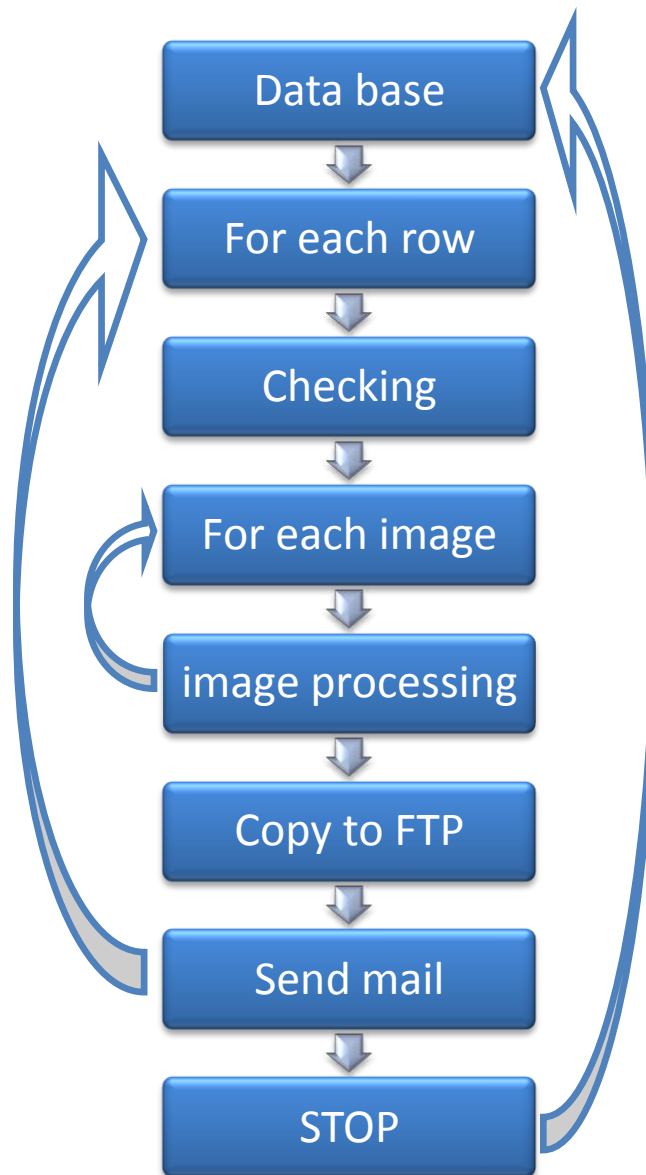 Data base
For each row
Checking
For each image
image processing
Copy to FTP
Send mail
STOP